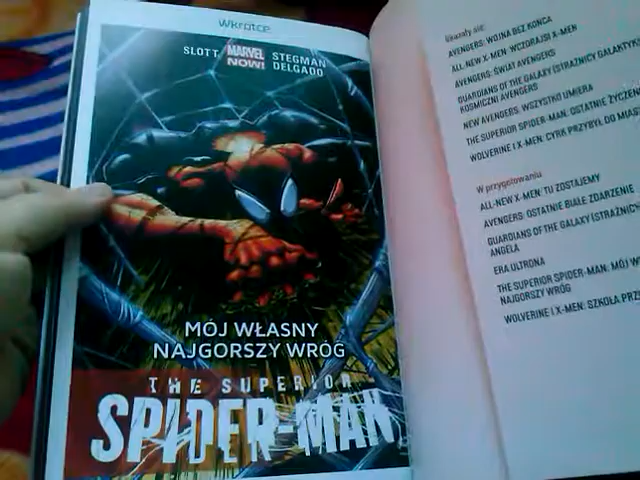 Wkrótce
SLOTT MARVEL NOW! STEGMAN DELGADO
MÓJ WŁASNY
NAJGORSZY WRÓG
THE SUPERIOR
SPIDER-MAN
Ukazały się:
AVENGERS: WOJNA BEZ KOŃCA
ALL-NEW X-MEN: WCZORAJSI X-MEN
AVENGERS: ŚWIAT AVENGERS
GUARDIANS OF THE GALAXY (STRAŻNICY GALAKTYKI
KOSMICZNI AVENGERS
NEW AVENGERS: WSZYSTKO UMIERA
THE SUPERIOR SPIDER-MAN: OSTATNIE ŻYCZENIE
WOLVERINE I X-MEN: CYRK PRZYBYŁ DO MIAS
W przygotowaniu
ALL-NEW X-MEN: TU ZOSTAJEMY
AVENGERS: OSTATNIE BIAŁE ZDARZENIE
GUARDIANS OF THE GALAXY (STRAŻNICY
ANGELA
ERA ULTRONA
THE SUPERIOR SPIDER-MAN: MÓJ W
NAJGORSZY WRÓG
WOLVERINE I X-MEN: SZKOŁA PRZ